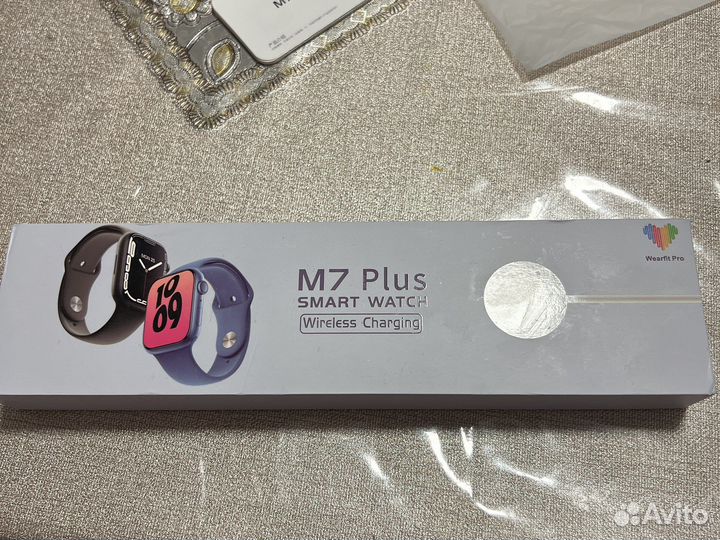 M7 Plus
SMART WATCH
Wireless Charging
Wearfit Pro
10
09
Avito